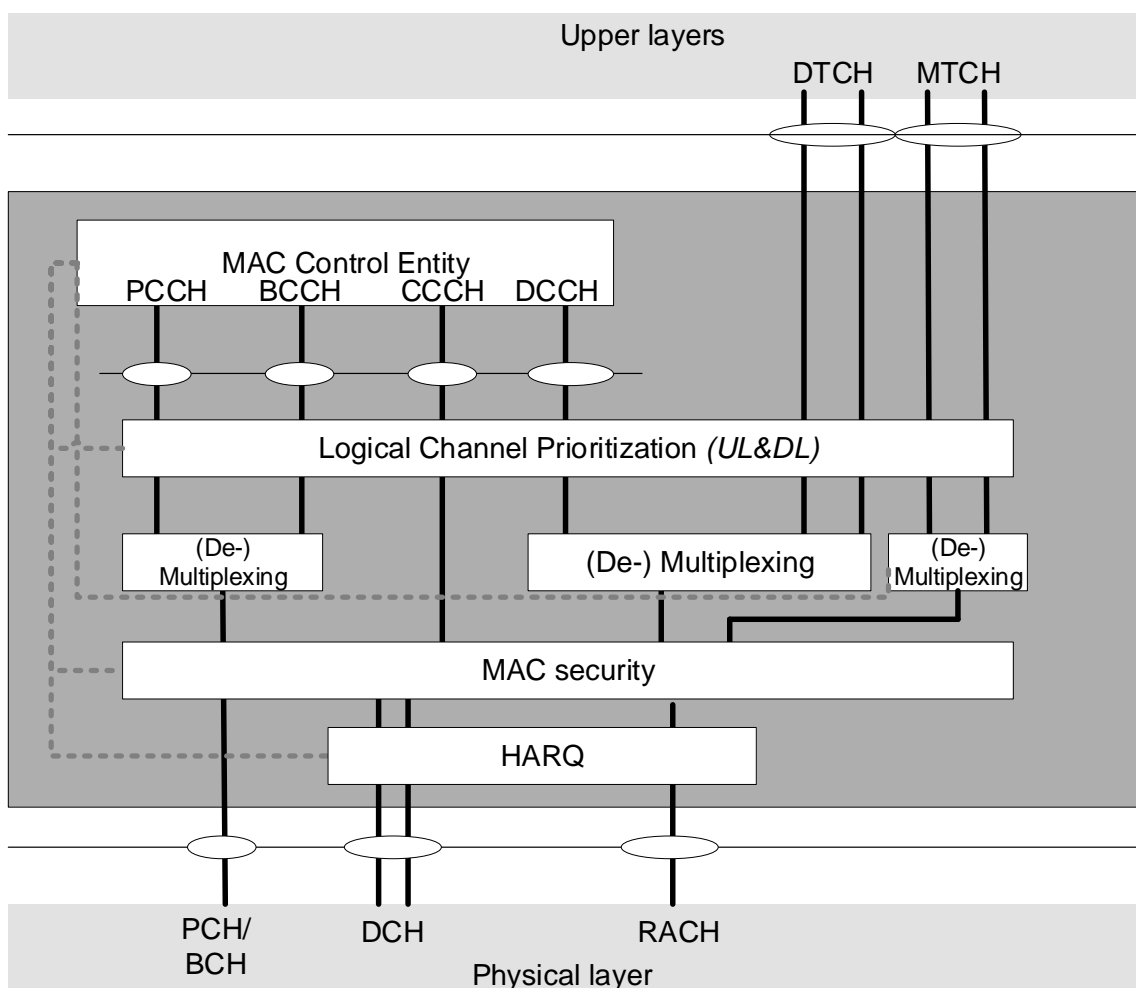 Upper layers
DTCH MTCH
MAC Control Entity
PCCH BCCH CCCH DCCH
Logical Channel Prioritization (UL&DL)
(De-)
Multiplexing
(De-) Multiplexing
(De-)
Multiplexing
MAC security
HARQ
PCH/
BCH
DCH
RACH
Physical layer